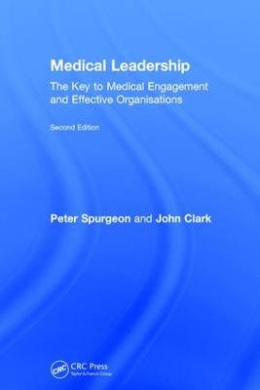 Medical Leadership
The Key to Medical Engagement
and Effective Organisations
Second Edition
Peter Spurgeon and John Clark
CRC
CRC Press
Taylor & Francis Group